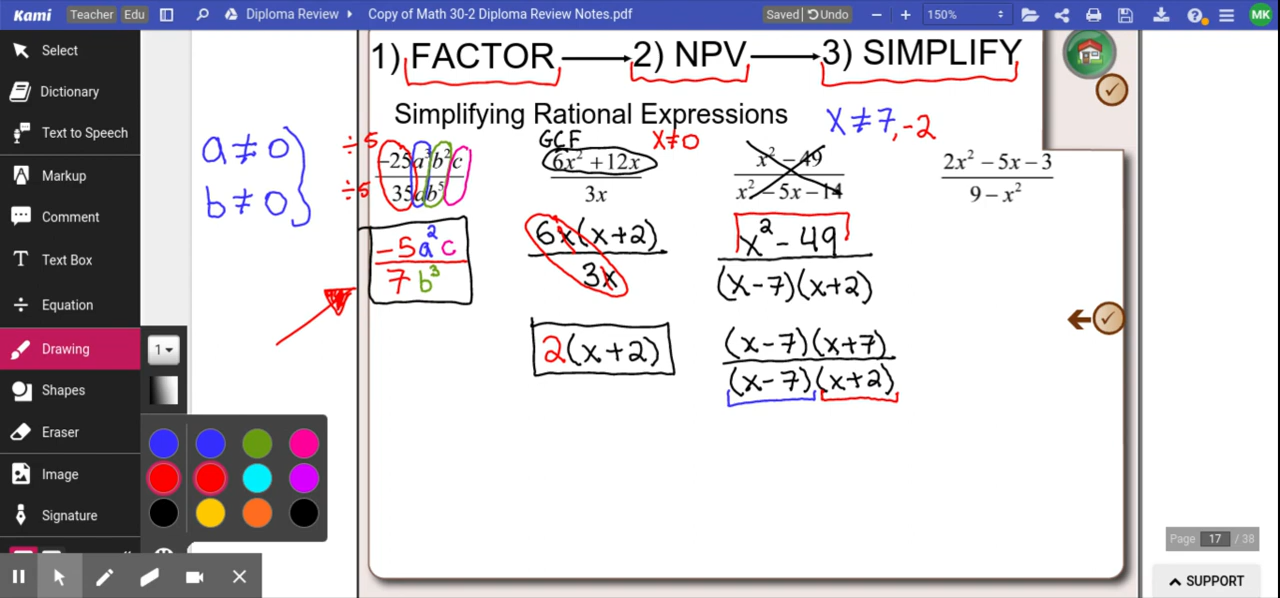 Kami Teacher Edu Diploma Review Copy of Math 30-2 Diploma Review Notes.pdf Saved Undo − + 150% MK
Select
Dictionary
Text to Speech
Markup
Comment
Text Box
Equation
Drawing
1
Shapes
Eraser
Image
Signature
1) FACTOR → 2) NPV → 3) SIMPLIFY
Simplifying Rational Expressions
x ≠ 7, -2
a ≠ 0
b ≠ 0
÷5
÷5
−25a³b²c
35ab⁵
-5a²c
7b³
GCF
x≠0
6x² + 12x
3x
6x(x+2)
3x
2(x+2)
x² − 49
x² − 5x − 14
x² - 49
(x-7)(x+2)
(x-7)(x+7)
(x-7)(x+2)
2x² − 5x − 3
9 − x²
Page 17 / 38
SUPPORT